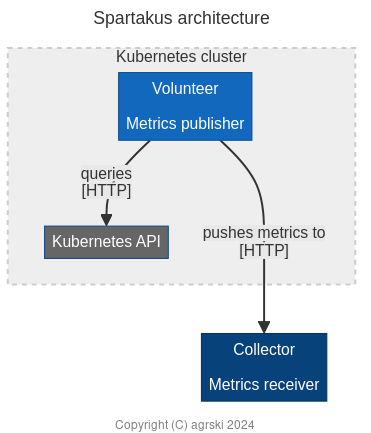 Spartakus architecture
Kubernetes cluster
Volunteer
Metrics publisher
queries
[HTTP]
Kubernetes API
pushes metrics to
[HTTP]
Collector
Metrics receiver
Copyright (C) agrski 2024